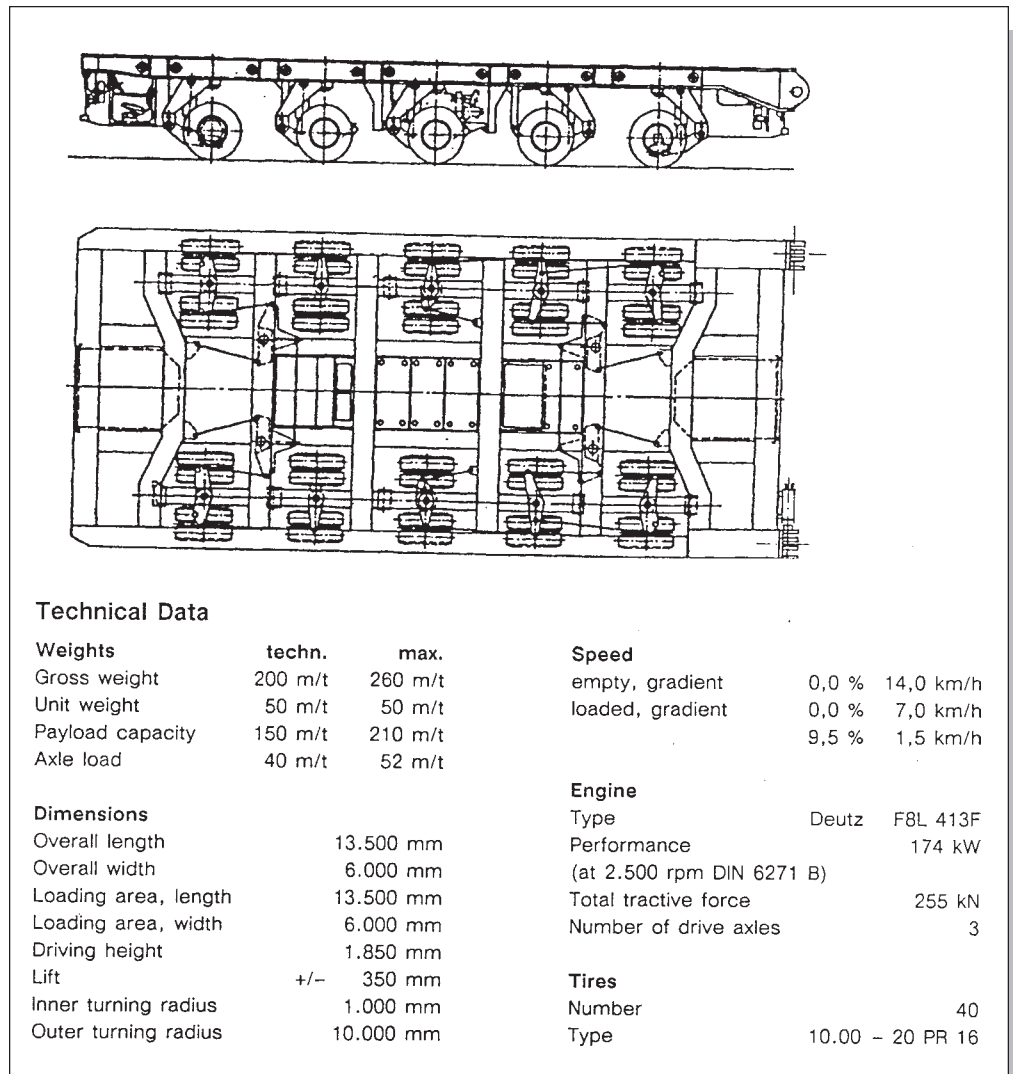 Technical Data
Weights techn. max.
Gross weight 200 m/t 260 m/t
Unit weight 50 m/t 50 m/t
Payload capacity 150 m/t 210 m/t
Axle load 40 m/t 52 m/t
Dimensions
Overall length 13.500 mm
Overall width 6.000 mm
Loading area, length 13.500 mm
Loading area, width 6.000 mm
Driving height 1.850 mm
Lift +/– 350 mm
Inner turning radius 1.000 mm
Outer turning radius 10.000 mm
Speed
empty, gradient 0,0 % 14,0 km/h
loaded, gradient 0,0 % 7,0 km/h
9,5 % 1,5 km/h
Engine
Type Deutz F8L 413F
Performance 174 kW
(at 2.500 rpm DIN 6271 B)
Total tractive force 255 kN
Number of drive axles 3
Tires
Number 40
Type 10.00 – 20 PR 16